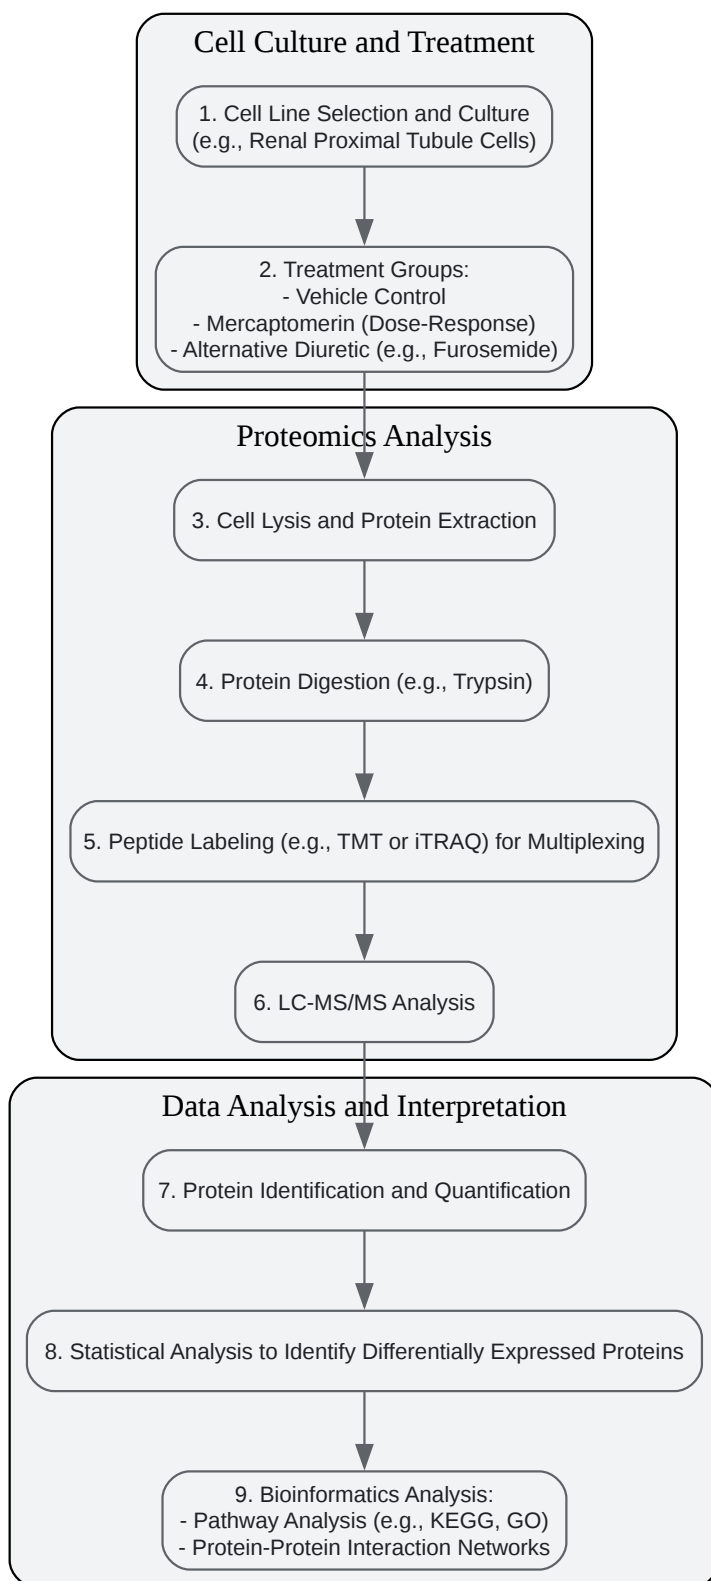 Cell Culture and Treatment
1. Cell Line Selection and Culture
(e.g., Renal Proximal Tubule Cells)
2. Treatment Groups:
- Vehicle Control
- Mercaptomerin (Dose-Response)
- Alternative Diuretic (e.g., Furosemide)
Proteomics Analysis
3. Cell Lysis and Protein Extraction
4. Protein Digestion (e.g., Trypsin)
5. Peptide Labeling (e.g., TMT or iTRAQ) for Multiplexing
6. LC-MS/MS Analysis
Data Analysis and Interpretation
7. Protein Identification and Quantification
8. Statistical Analysis to Identify Differentially Expressed Proteins
9. Bioinformatics Analysis:
- Pathway Analysis (e.g., KEGG, GO)
- Protein-Protein Interaction Networks